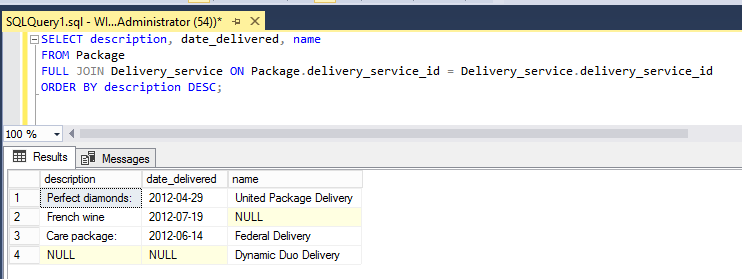 SQLQuery1.sql - WI...Administrator (54))*
SELECT description, date_delivered, name
FROM Package
FULL JOIN Delivery_service ON Package.delivery_service_id = Delivery_service.delivery_service_id
ORDER BY description DESC;
100 %
Results Messages
description date_delivered name
1 Perfect diamonds: 2012-04-29 United Package Delivery
2 French wine 2012-07-19 NULL
3 Care package: 2012-06-14 Federal Delivery
4 NULL NULL Dynamic Duo Delivery